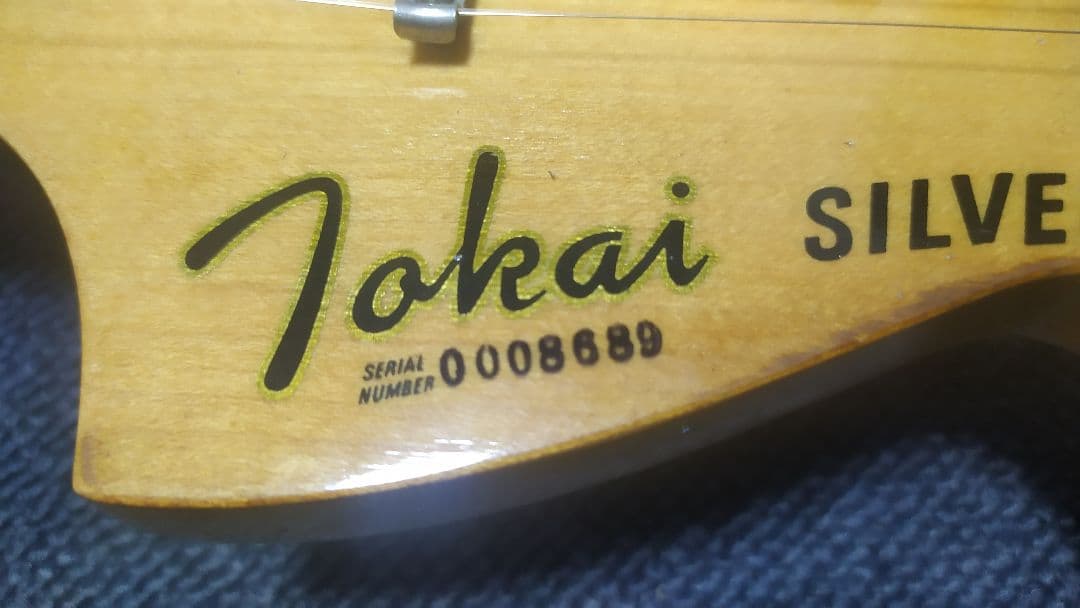 Tokai
SILVE
SERIAL
NUMBER 0008689